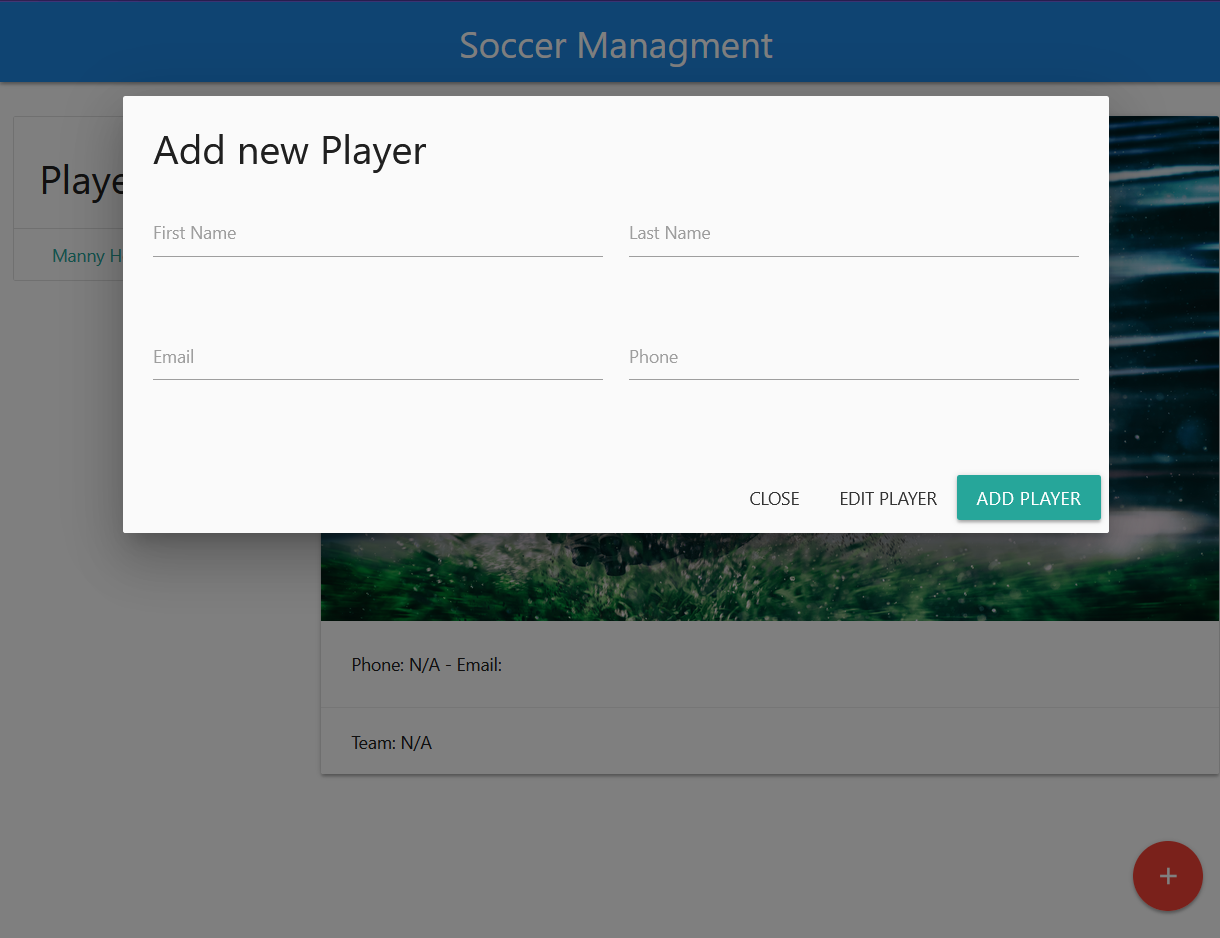 Soccer Managment
Add new Player
First Name
Last Name
Email
Phone
CLOSE
EDIT PLAYER
ADD PLAYER
Manny
Phone: N/A - Email:
Team: N/A
+